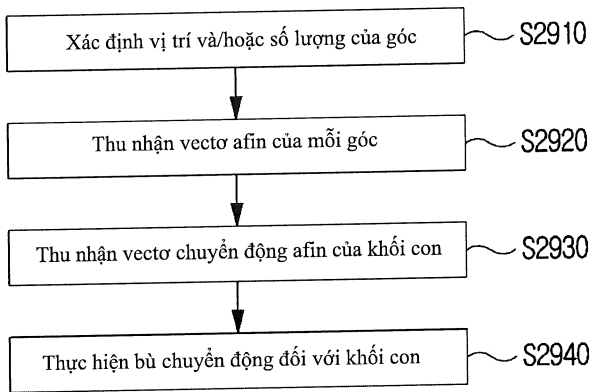 Xác định vị trí và/hoặc số lượng của góc
S2910
Thu nhận vectơ afin của mỗi góc
S2920
Thu nhận vectơ chuyển động afin của khối con
S2930
Thực hiện bù chuyển động đối với khối con
S2940